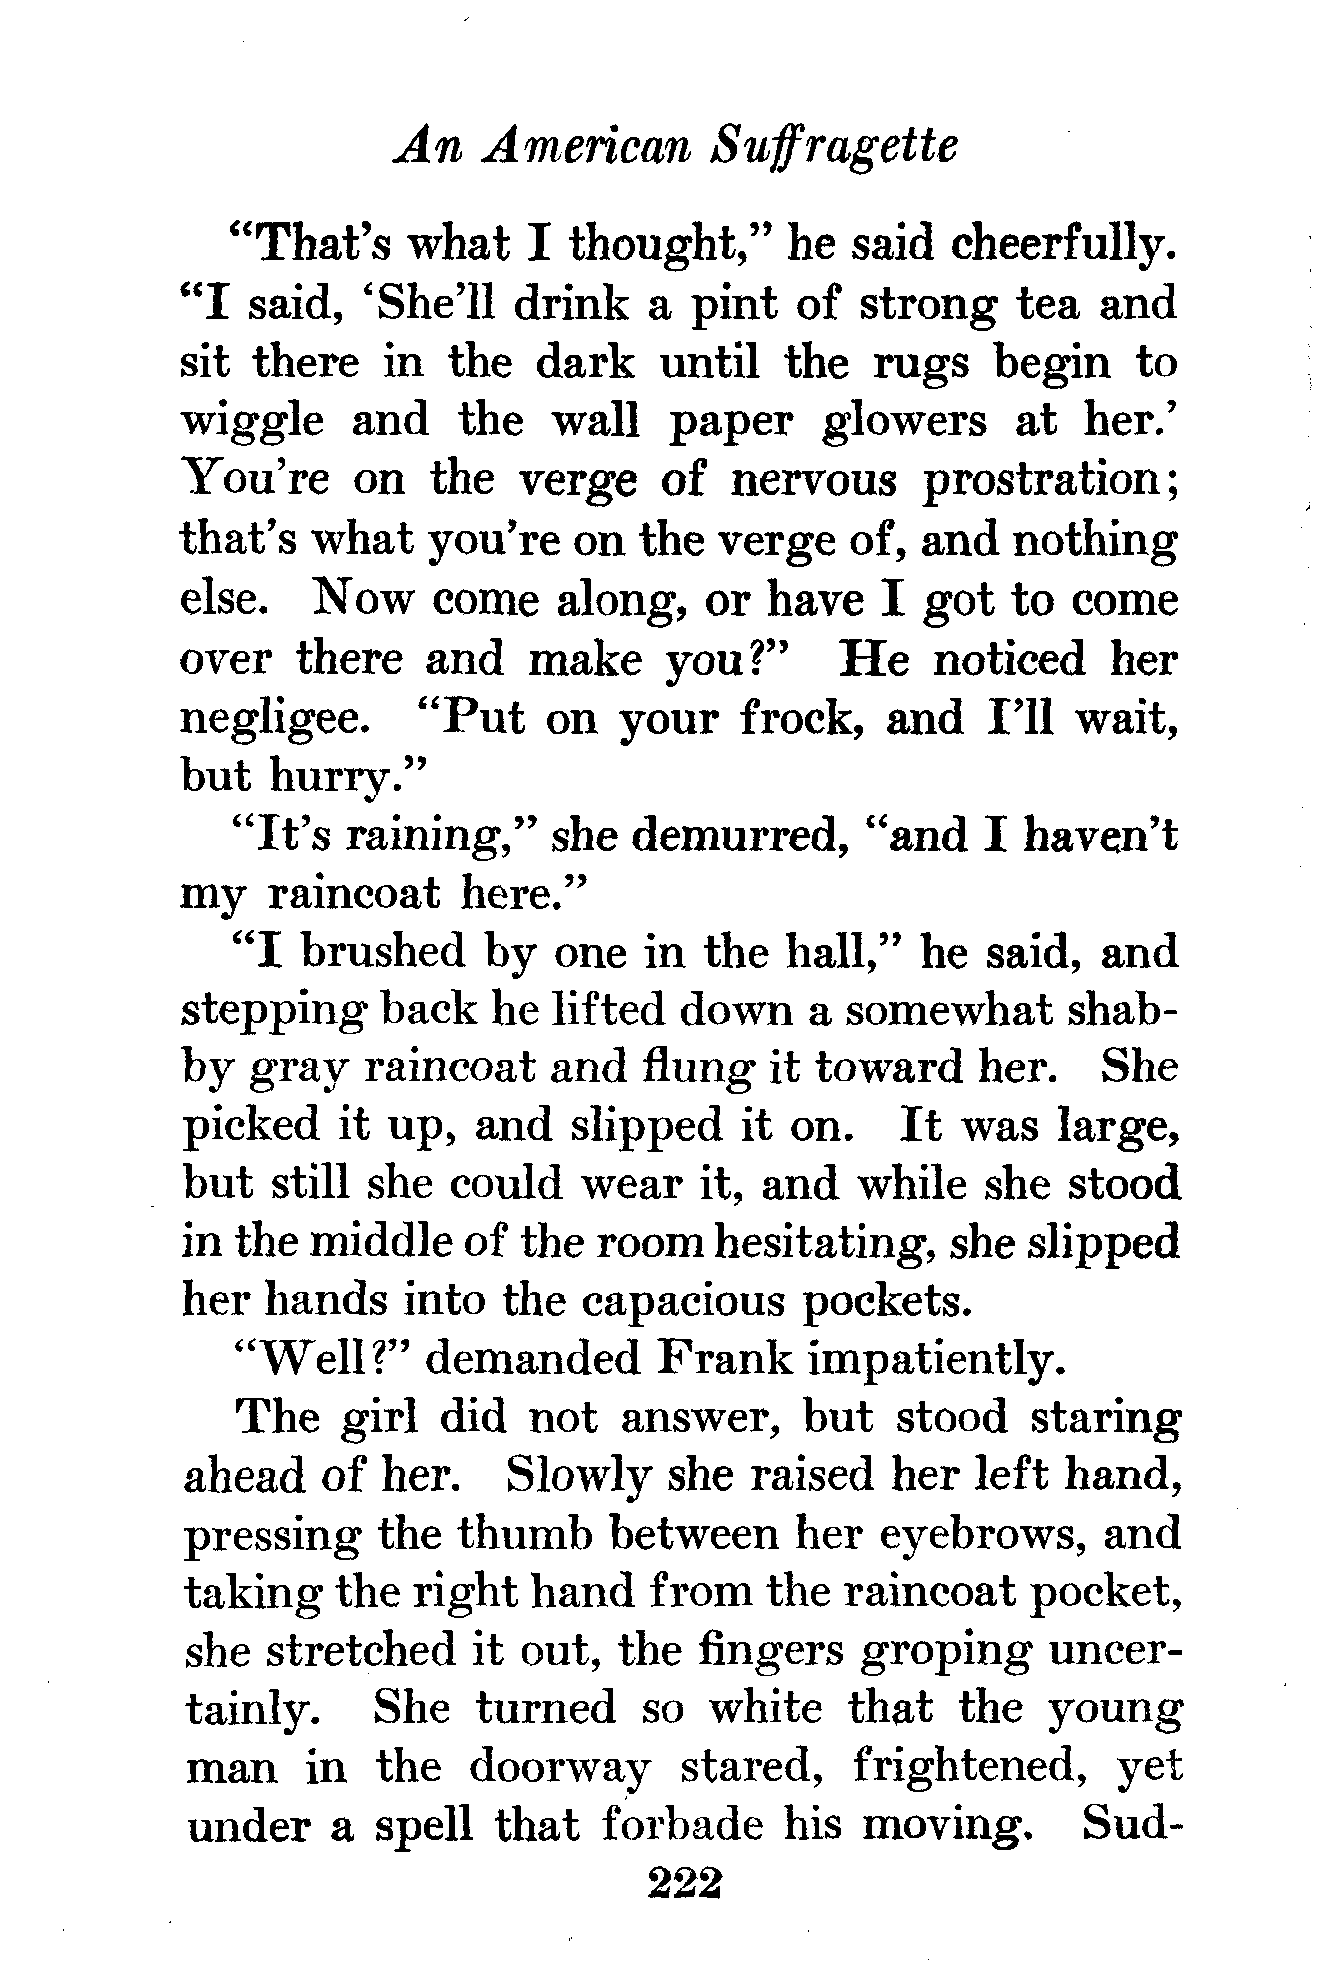 An American Suffragette
“That’s what I thought,” he said cheerfully.
“I said, ‘She’ll drink a pint of strong tea and
sit there in the dark until the rugs begin to
wiggle and the wall paper glowers at her.’
You’re on the verge of nervous prostration;
that’s what you’re on the verge of, and nothing
else. Now come along, or have I got to come
over there and make you?” He noticed her
negligee. “Put on your frock, and I’ll wait,
but hurry.”
“It’s raining,” she demurred, “and I haven’t
my raincoat here.”
“I brushed by one in the hall,” he said, and
stepping back he lifted down a somewhat shab-
by gray raincoat and flung it toward her. She
picked it up, and slipped it on. It was large,
but still she could wear it, and while she stood
in the middle of the room hesitating, she slipped
her hands into the capacious pockets.
“Well?” demanded Frank impatiently.
The girl did not answer, but stood staring
ahead of her. Slowly she raised her left hand,
pressing the thumb between her eyebrows, and
taking the right hand from the raincoat pocket,
she stretched it out, the fingers groping uncer-
tainly. She turned so white that the young
man in the doorway stared, frightened, yet
under a spell that forbade his moving. Sud-
222